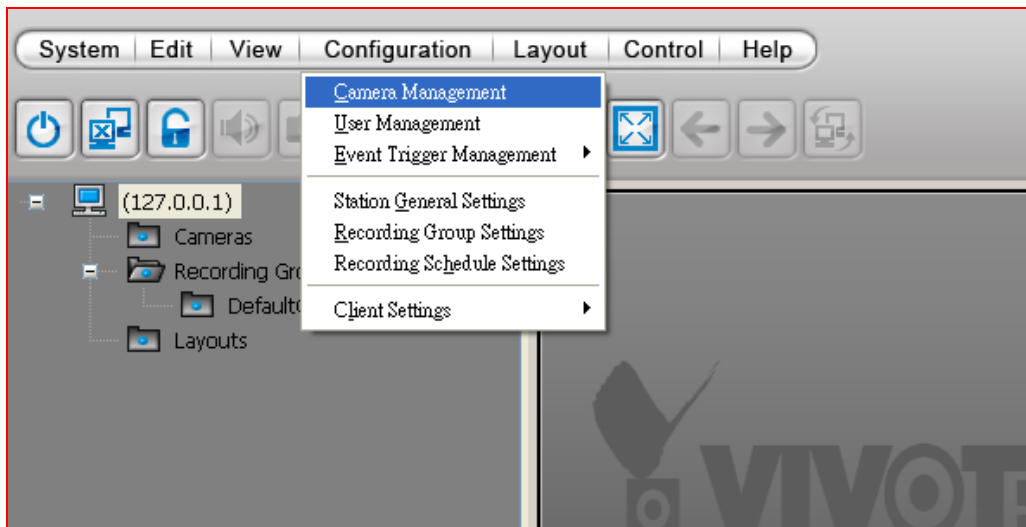 System Edit View Configuration Layout Control Help
Camera Management
User Management
Event Trigger Management
Station General Settings
Recording Group Settings
Recording Schedule Settings
Client Settings
(127.0.0.1)
Cameras
Recording
Layouts